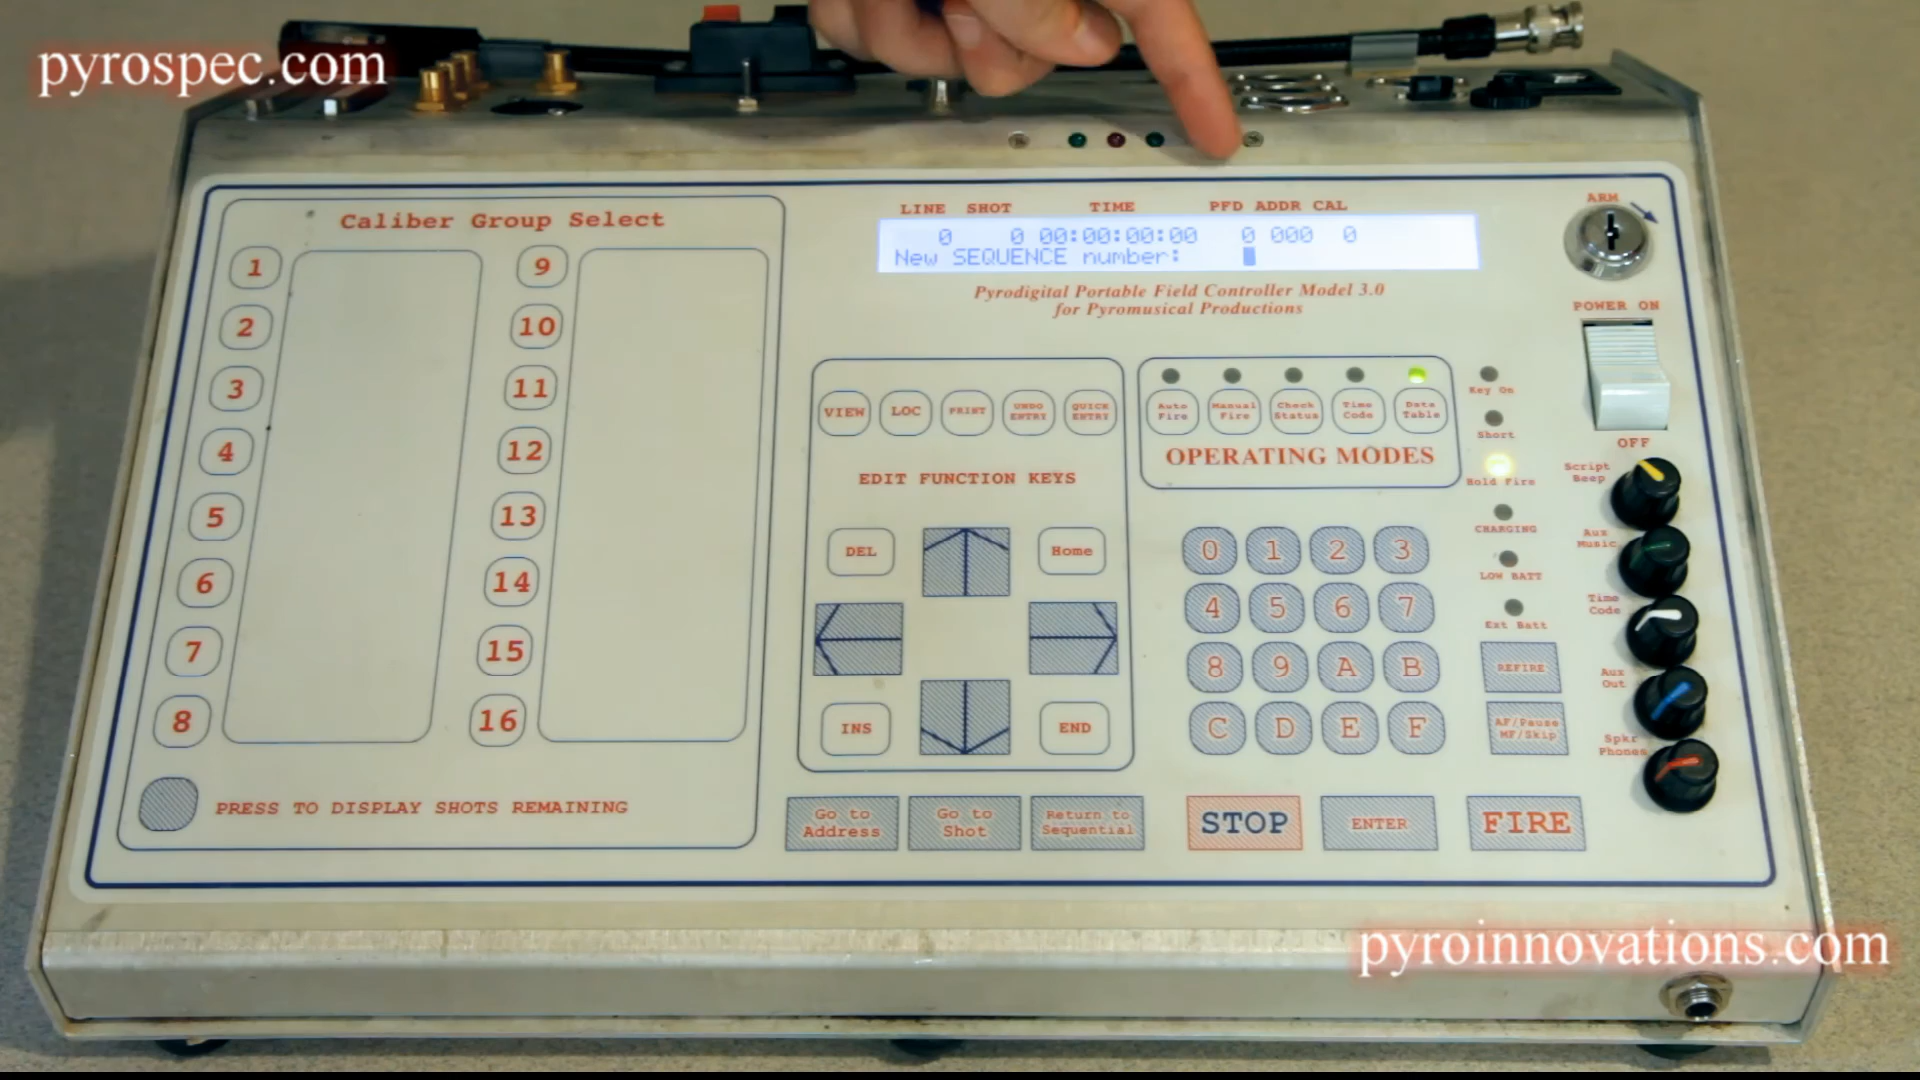 pyrospec.com
Caliber Group Select
1
2
3
4
5
6
7
8
9
10
11
12
13
14
15
16
PRESS TO DISPLAY SHOTS REMAINING
LINE SHOT TIME PFD ADDR CAL
0 0 00:00:00:00 0 000 0
New SEQUENCE number:
Pyrodigital Portable Field Controller Model 3.0
for Pyromusical Productions
VIEW
LOC
PRINT
UNDO
ENTRY
QUICK
ENTRY
EDIT FUNCTION KEYS
DEL
Home
INS
END
Auto
Fire
Manual
Fire
Check
Status
Time
Code
Data
Table
OPERATING MODES
0 1 2 3
4 5 6 7
8 9 A B
C D E F
Go to
Address
Go to
Shot
Return to
Sequential
STOP
ENTER
FIRE
Key On
Short
Hold Fire
CHARGING
LOW BATT
Ext Batt
REFIRE
AF/Pause
MF/Skip
ARM
POWER ON
OFF
Script
Beep
Aux
Music
Time
Code
Aux
Out
Spkr
Phones
pyroinnovations.com